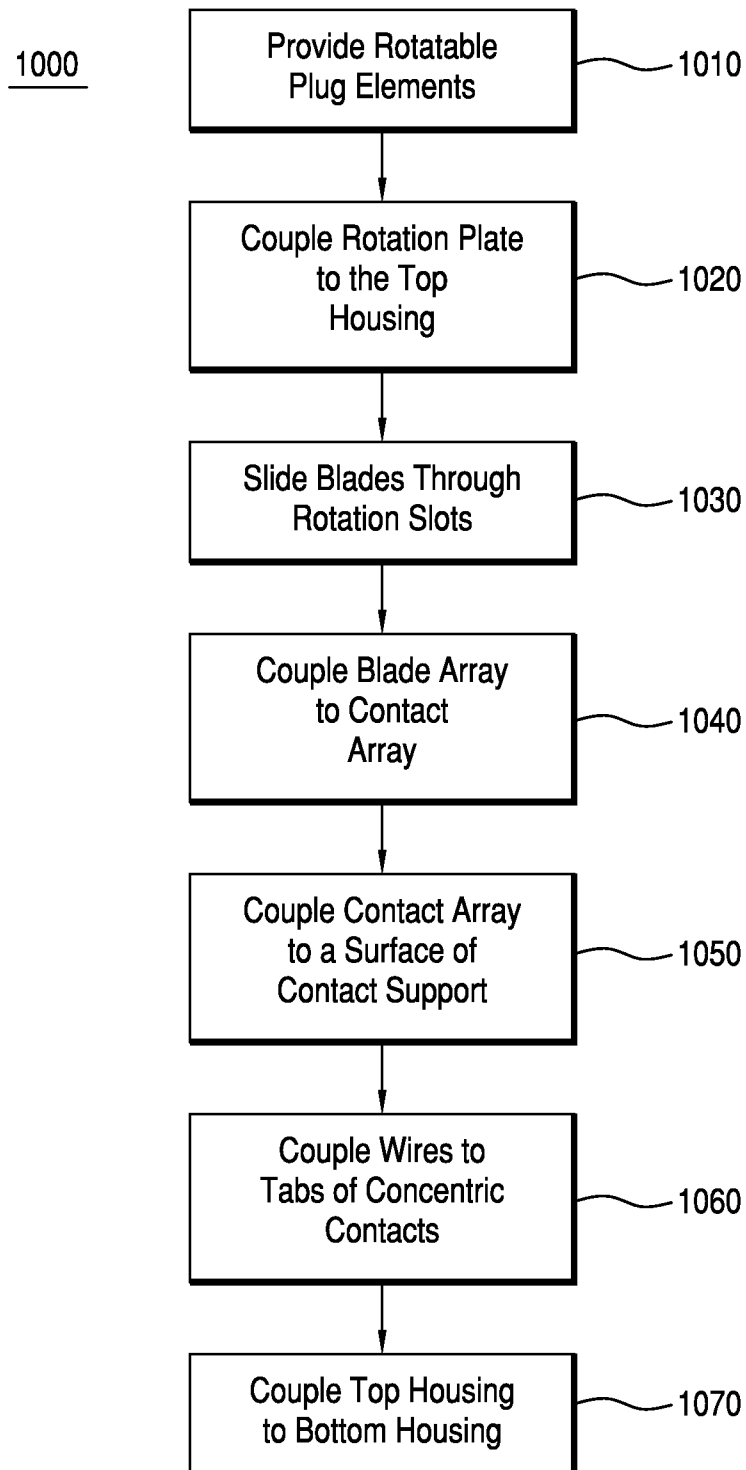 1000
Provide Rotatable
Plug Elements
1010
Couple Rotation Plate
to the Top
Housing
1020
Slide Blades Through
Rotation Slots
1030
Couple Blade Array
to Contact
Array
1040
Couple Contact Array
to a Surface of
Contact Support
1050
Couple Wires to
Tabs of Concentric
Contacts
1060
Couple Top Housing
to Bottom Housing
1070